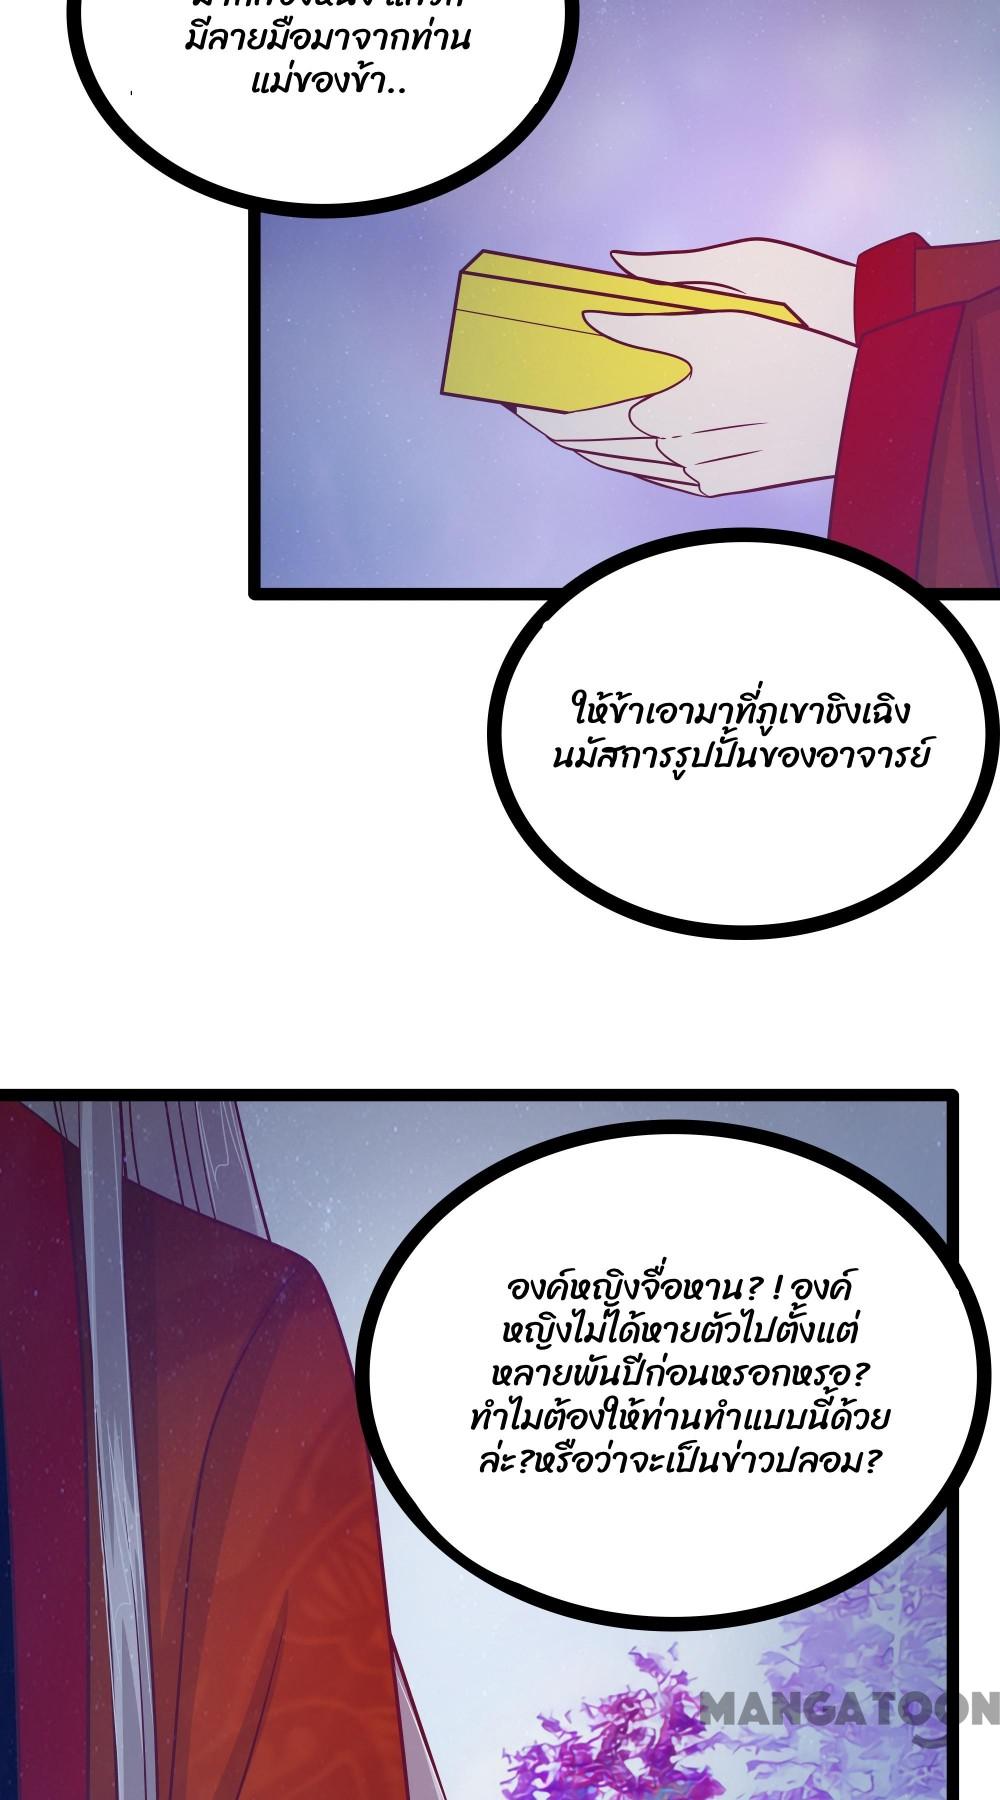 มีลายมือมาจากท่าน
แม่ของข้า..
ให้ข้าเอามาที่ภูเขาชิงเฉิง
นมัสการรูปปั้นของอาจารย์
องค์หญิงจื่อหาน?!องค์
หญิงไม่ได้หายตัวไปตั้งแต่
หลายพันปีก่อนหรอกหรอ?
ทำไมต้องให้ท่านทำแบบนี้ด้วย
ล่ะ?หรือว่าจะเป็นข่าวปลอม?
MANGATOON